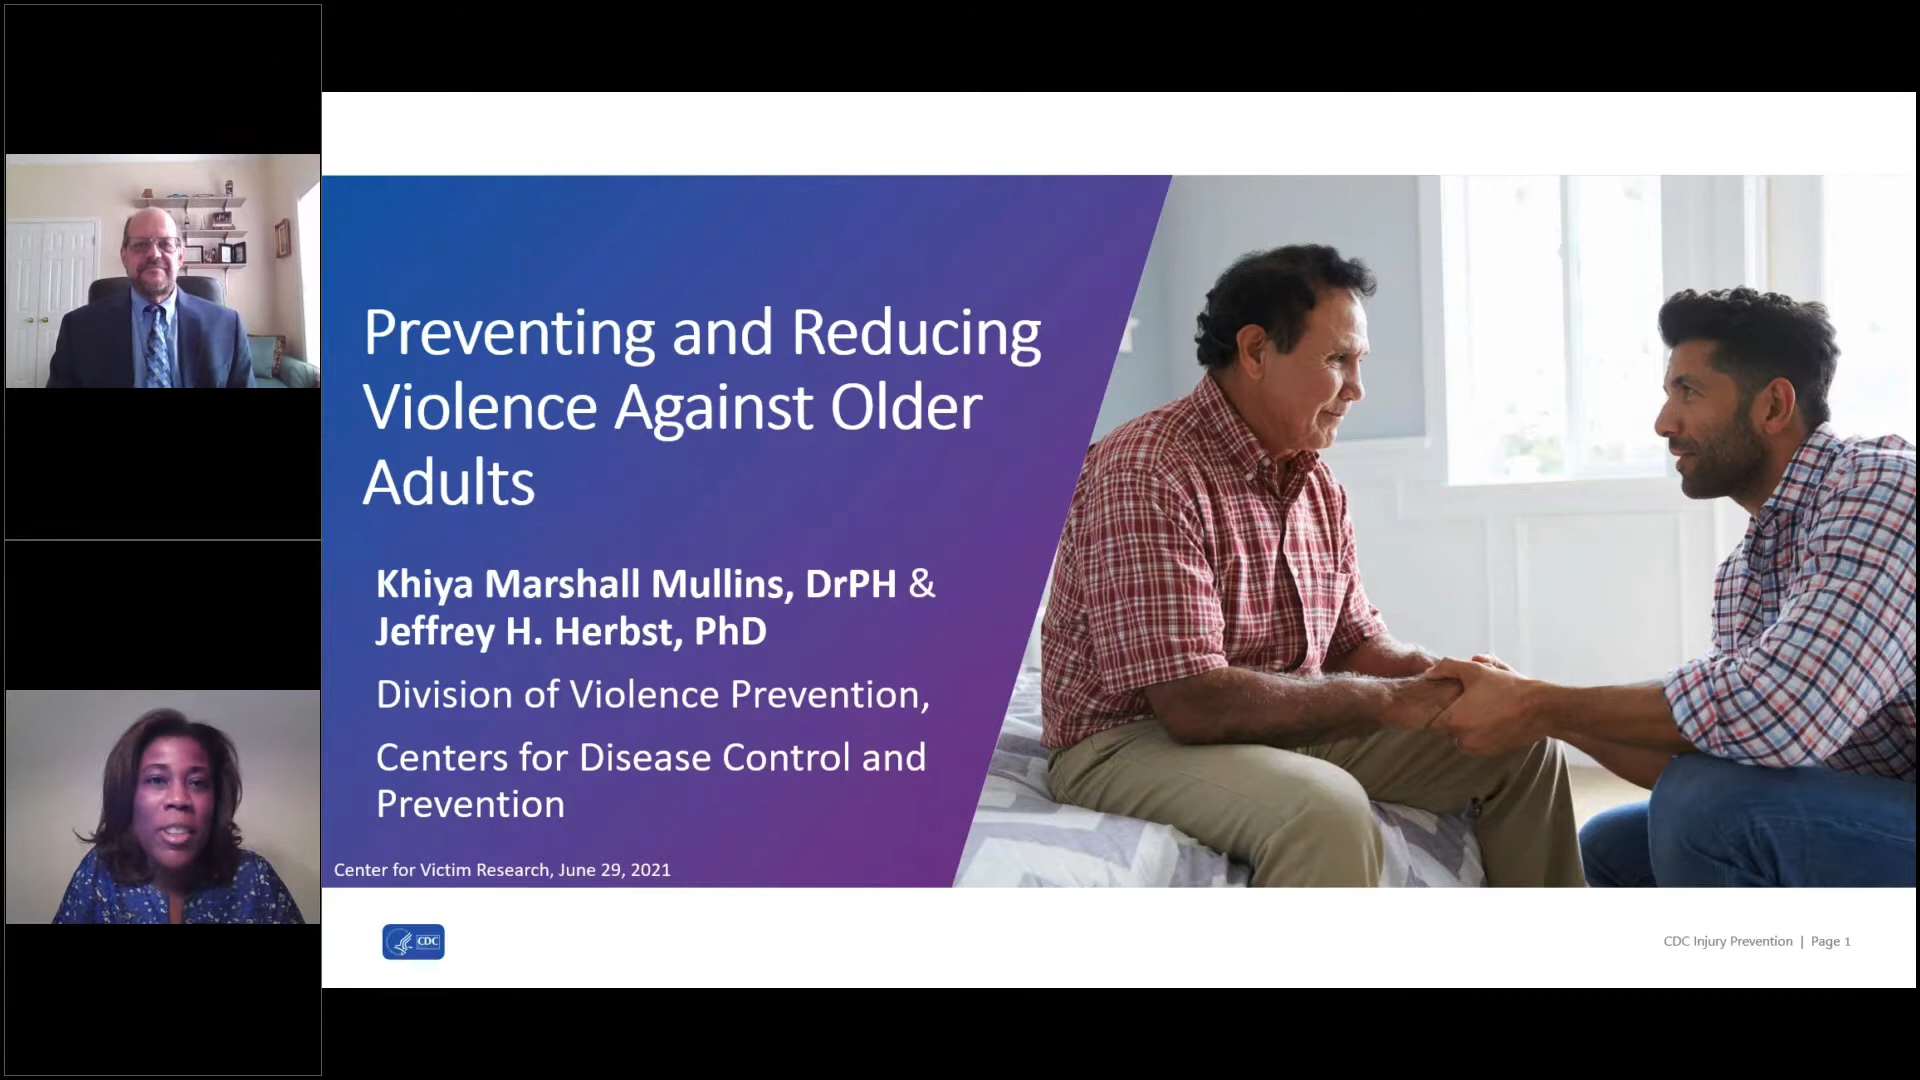 Preventing and Reducing
Violence Against Older
Adults
Khiya Marshall Mullins, DrPH &
Jeffrey H. Herbst, PhD
Division of Violence Prevention,
Centers for Disease Control and
Prevention
Center for Victim Research, June 29, 2021
CDC
CDC Injury Prevention | Page 1